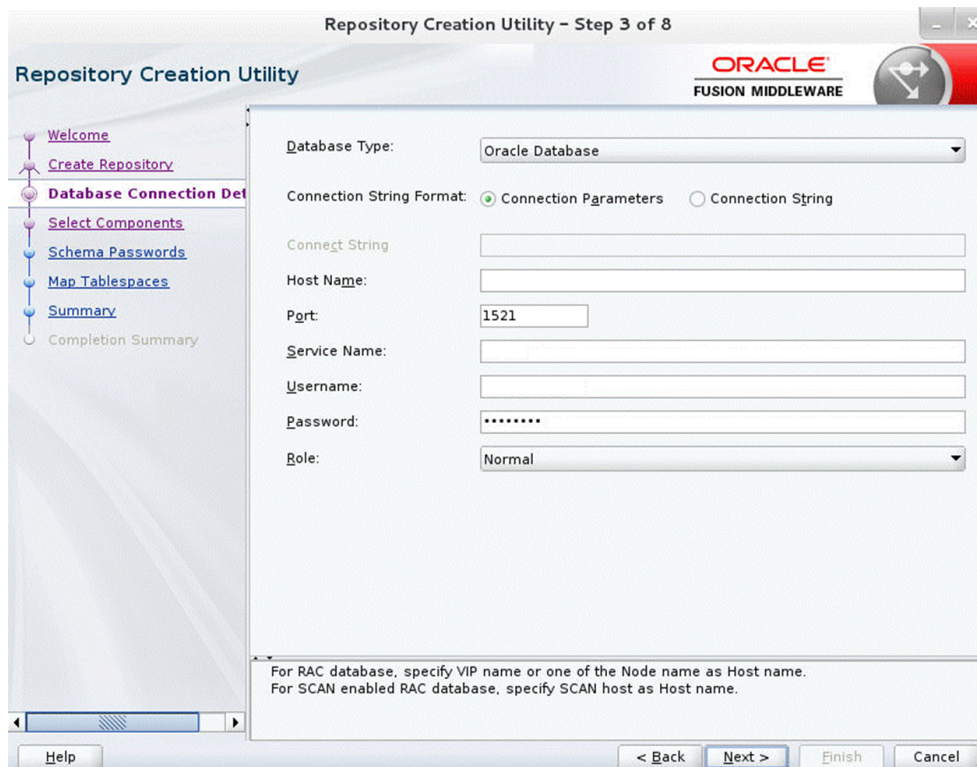 Repository Creation Utility – Step 3 of 8
Repository Creation Utility
ORACLE
FUSION MIDDLEWARE
Welcome
Create Repository
Database Connection Det
Select Components
Schema Passwords
Map Tablespaces
Summary
Completion Summary
Database Type: Oracle Database
Connection String Format: Connection Parameters Connection String
Connect String
Host Name:
Port: 1521
Service Name:
Username:
Password: ••••••••
Role: Normal
For RAC database, specify VIP name or one of the Node name as Host name.
For SCAN enabled RAC database, specify SCAN host as Host name.
Help < Back Next > Finish Cancel